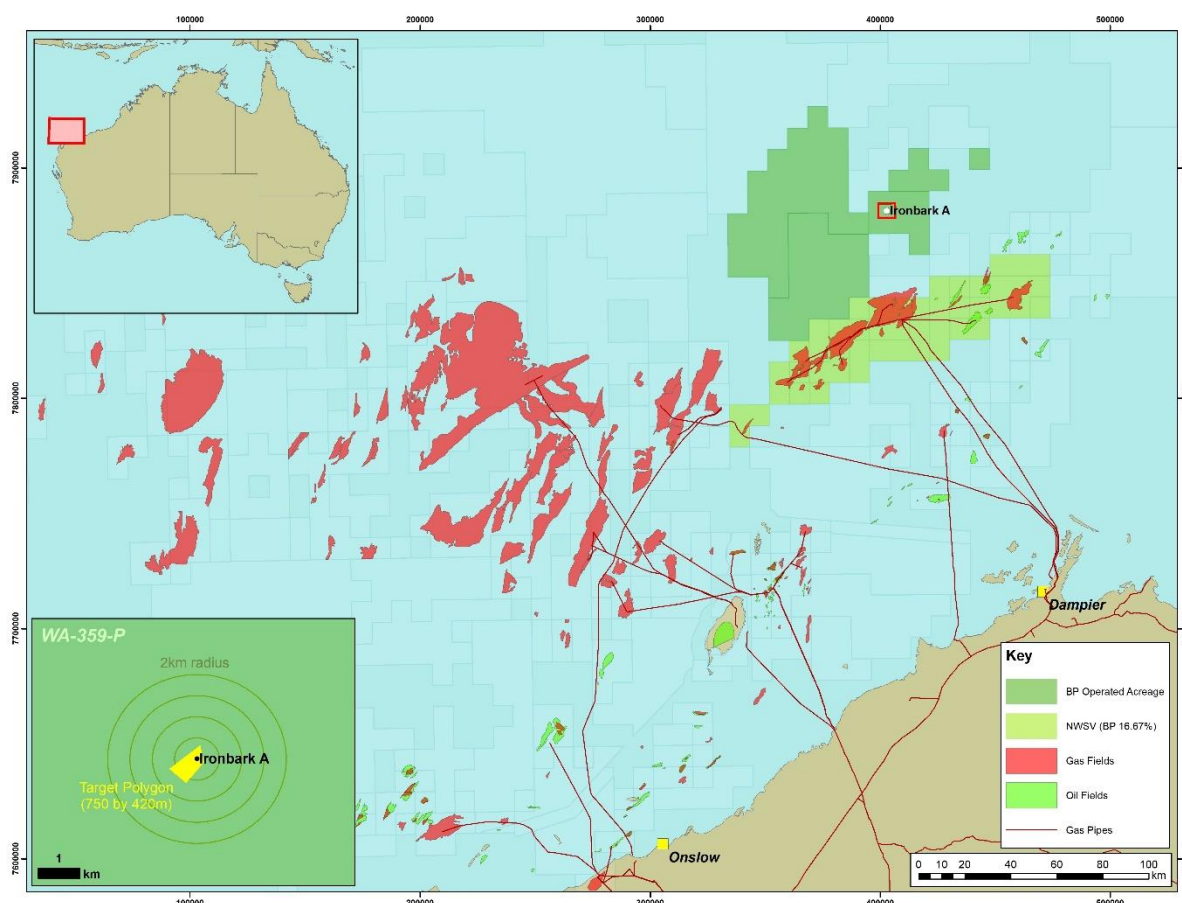 100000
200000
300000
400000
500000
7900000
7800000
7700000
7600000
Ironbark A
Dampier
Onslow
WA-359-P
2km radius
Ironbark A
Target Polygon
(750 by 420m)
1
km
Key
BP Operated Acreage
NWSV (BP 16.67%)
Gas Fields
Oil Fields
Gas Pipes
0 10 20 40 60 80 100
km
100000
200000
300000
400000
500000